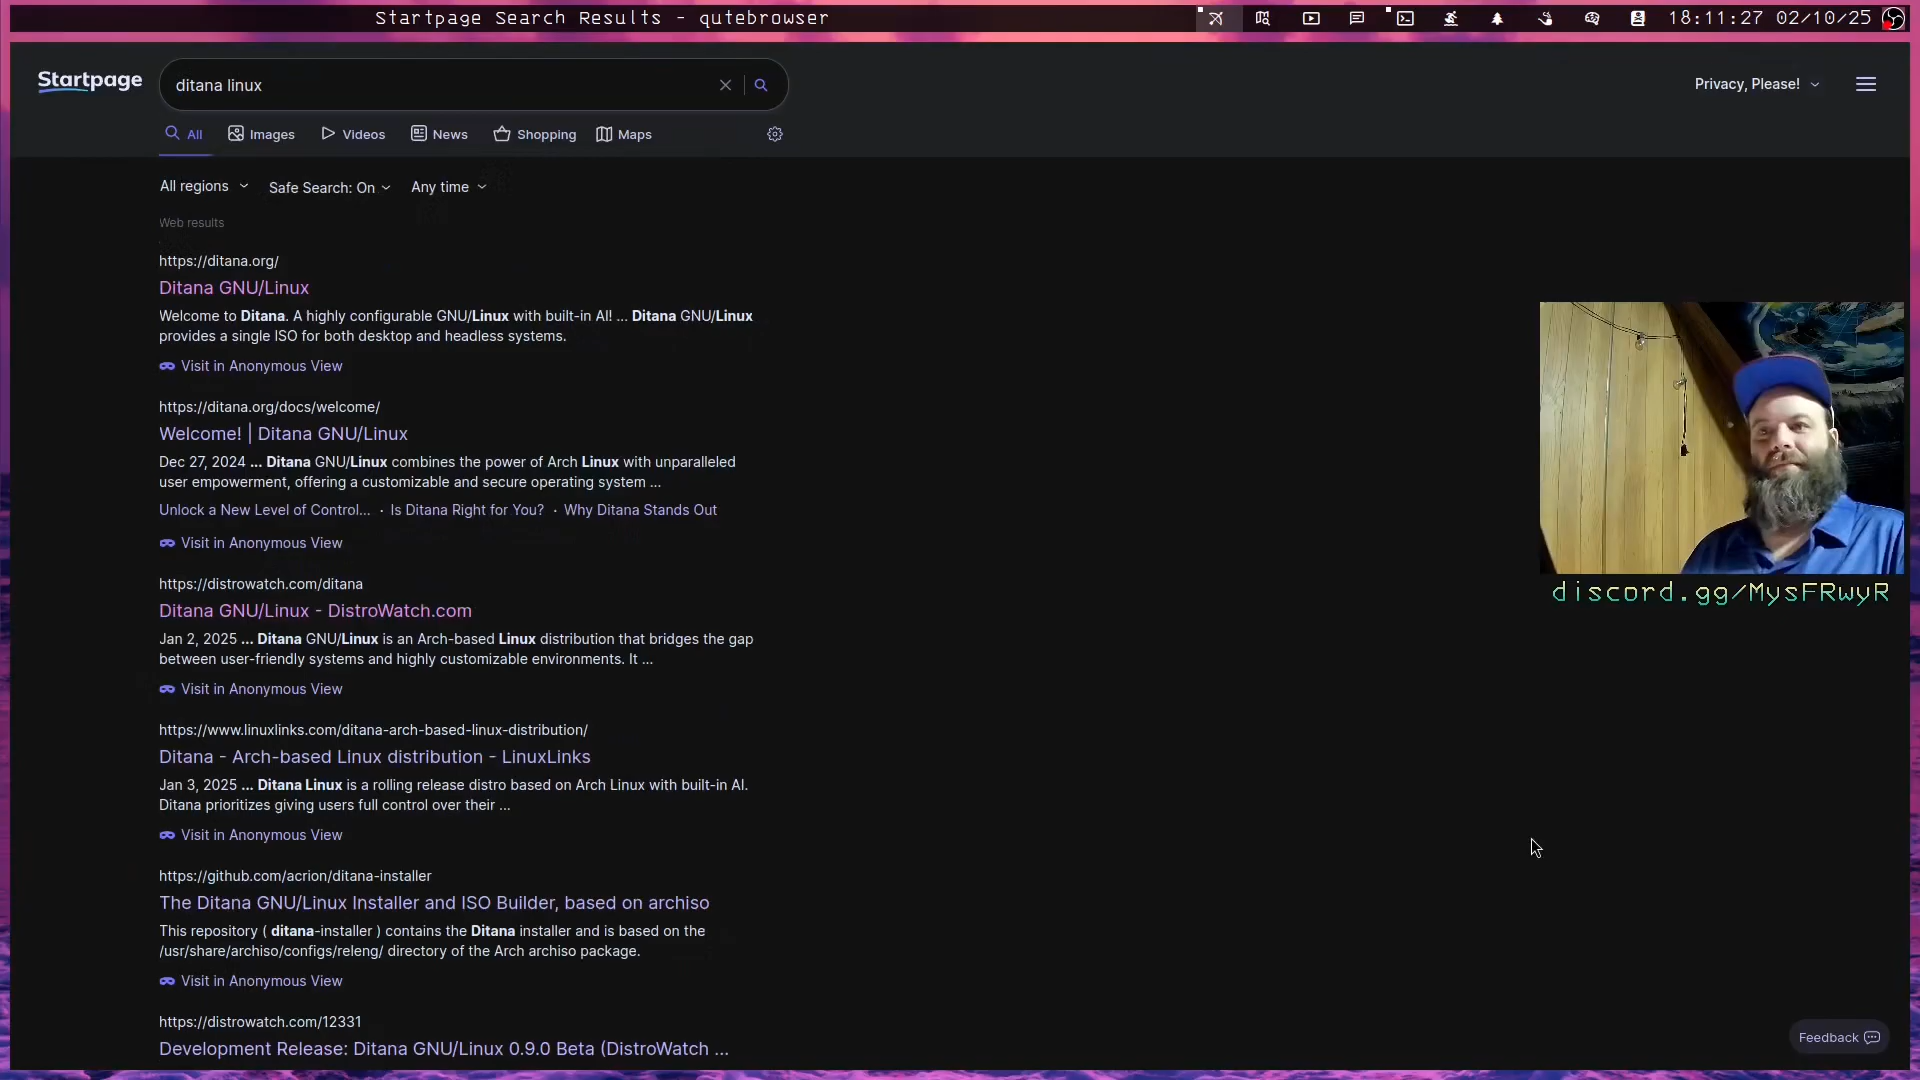 Startpage Search Results - qutebrowser
18:11:27 02/10/25
Startpage
ditana linux
Privacy, Please!
All
Images
Videos
News
Shopping
Maps
All regions
Safe Search: On
Any time
Web results
https://ditana.org/
Ditana GNU/Linux
Welcome to Ditana. A highly configurable GNU/Linux with built-in AI! ... Ditana GNU/Linux
provides a single ISO for both desktop and headless systems.
Visit in Anonymous View
https://ditana.org/docs/welcome/
Welcome! | Ditana GNU/Linux
Dec 27, 2024 ... Ditana GNU/Linux combines the power of Arch Linux with unparalleled
user empowerment, offering a customizable and secure operating system ...
Unlock a New Level of Control... · Is Ditana Right for You? · Why Ditana Stands Out
Visit in Anonymous View
https://distrowatch.com/ditana
Ditana GNU/Linux - DistroWatch.com
Jan 2, 2025 ... Ditana GNU/Linux is an Arch-based Linux distribution that bridges the gap
between user-friendly systems and highly customizable environments. It ...
Visit in Anonymous View
https://www.linuxlinks.com/ditana-arch-based-linux-distribution/
Ditana - Arch-based Linux distribution - LinuxLinks
Jan 3, 2025 ... Ditana Linux is a rolling release distro based on Arch Linux with built-in AI.
Ditana prioritizes giving users full control over their ...
Visit in Anonymous View
https://github.com/acrion/ditana-installer
The Ditana GNU/Linux Installer and ISO Builder, based on archiso
This repository ( ditana-installer ) contains the Ditana installer and is based on the
/usr/share/archiso/configs/releng/ directory of the Arch archiso package.
Visit in Anonymous View
https://distrowatch.com/12331
Development Release: Ditana GNU/Linux 0.9.0 Beta (DistroWatch ...
discord.gg/MysFRwyR
Feedback